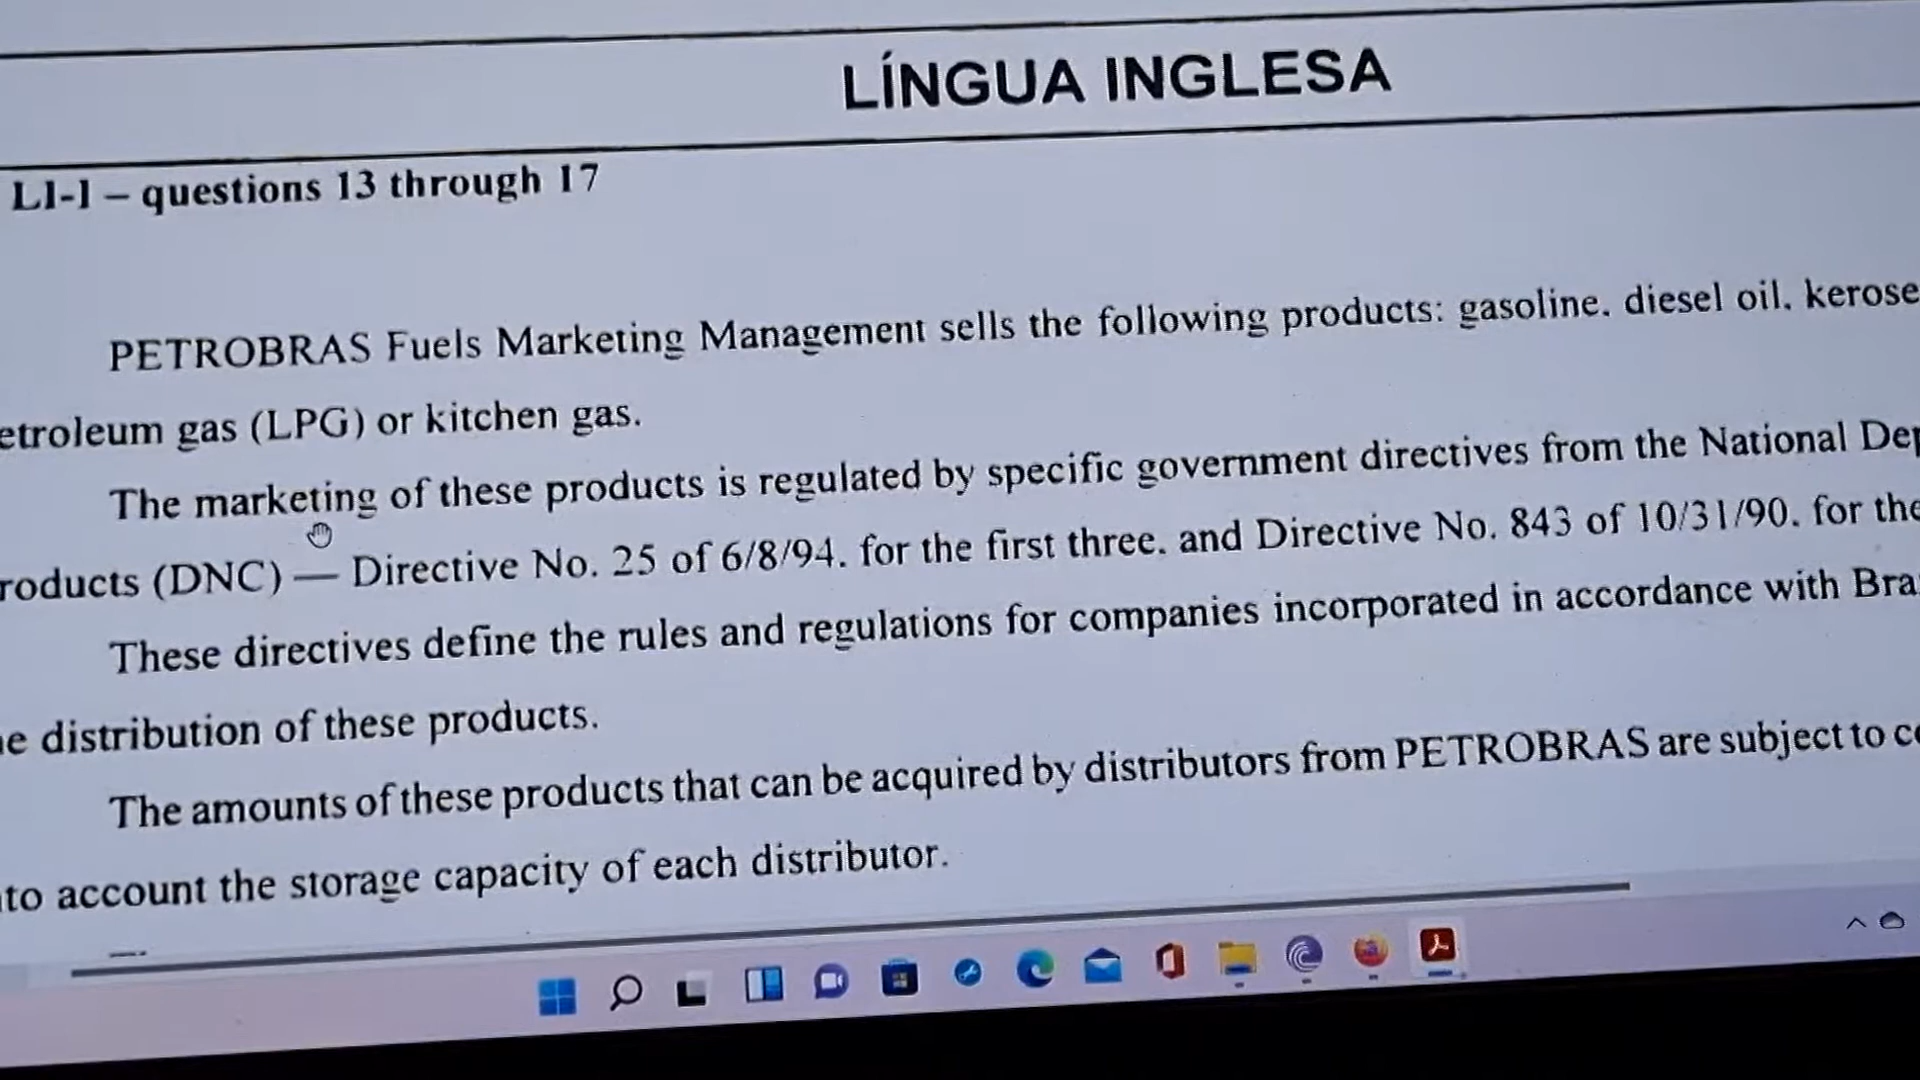 LÍNGUA INGLESA
LI-I – questions 13 through 17
PETROBRAS Fuels Marketing Management sells the following products: gasoline. diesel oil. kerose
etroleum gas (LPG) or kitchen gas.
The marketing of these products is regulated by specific government directives from the National Dep
roducts (DNC) — Directive No. 25 of 6/8/94. for the first three. and Directive No. 843 of 10/31/90. for the
These directives define the rules and regulations for companies incorporated in accordance with Bra
e distribution of these products.
The amounts of these products that can be acquired by distributors from PETROBRAS are subject to co
to account the storage capacity of each distributor.